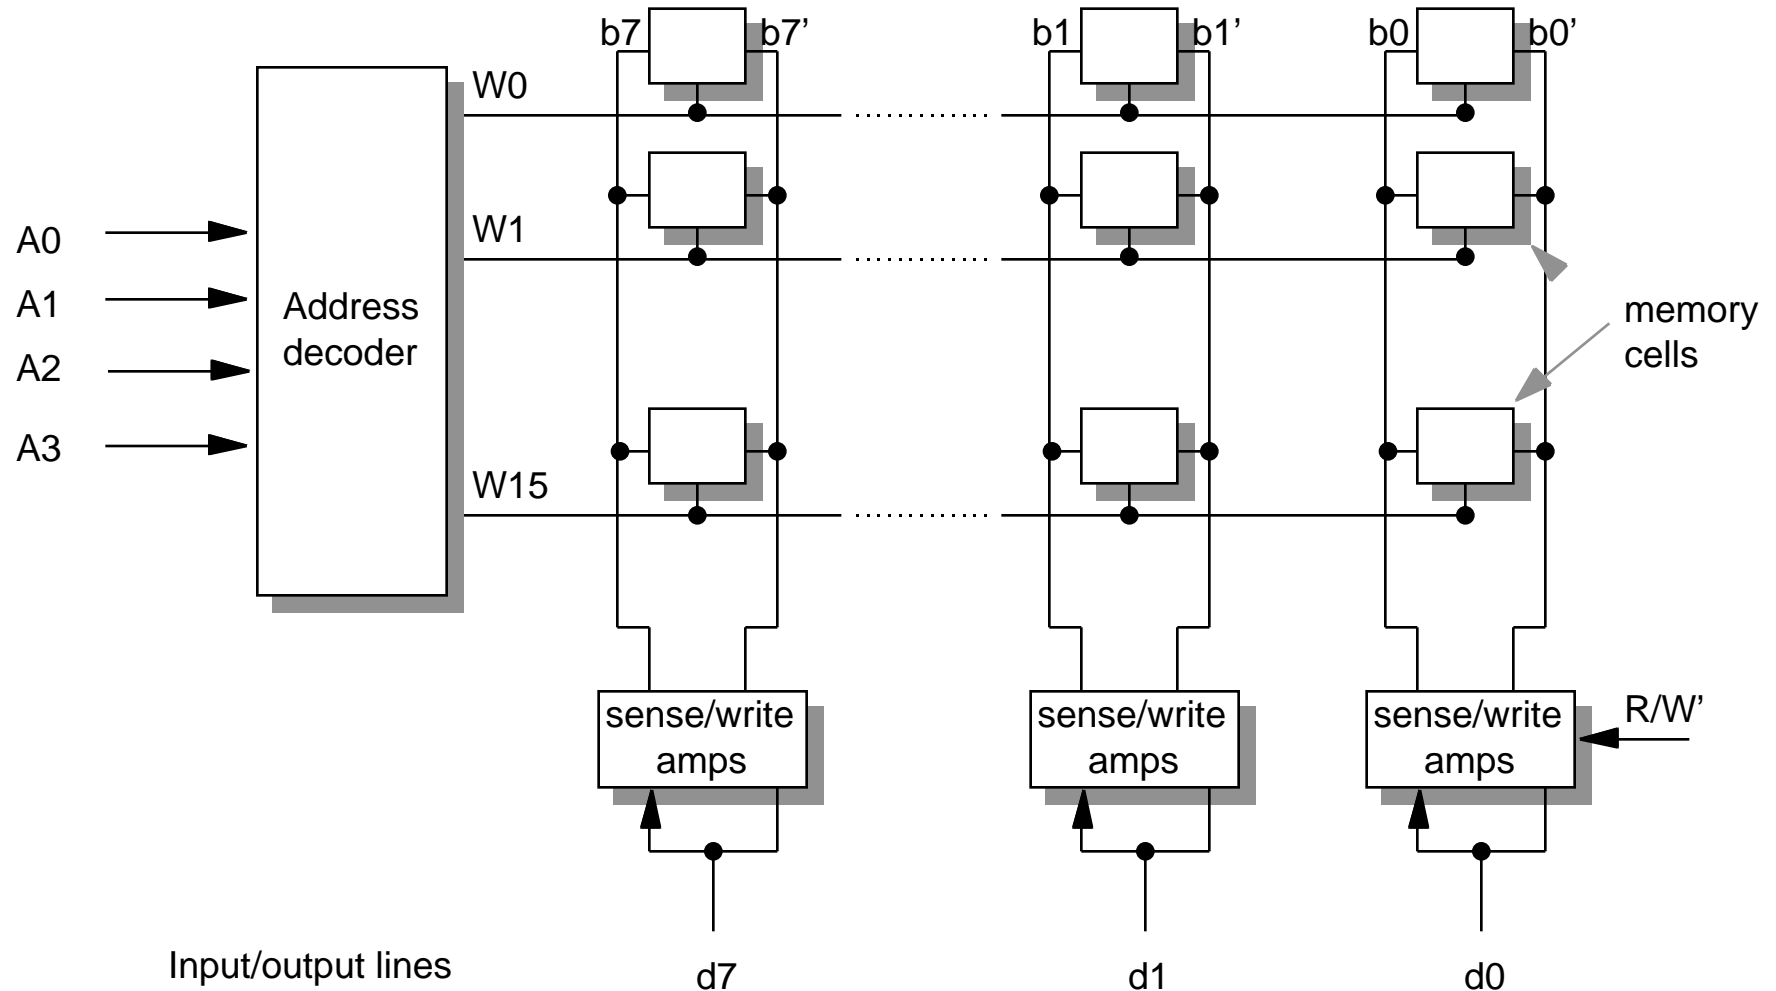 b7 b7’ b1 b1’ b0 b0’
W0
W1
A0
A1
A2
A3
Address
decoder
memory
cells
W15
sense/write
amps
sense/write
amps
sense/write
amps
R/W’
Input/output lines
d7 d1 d0